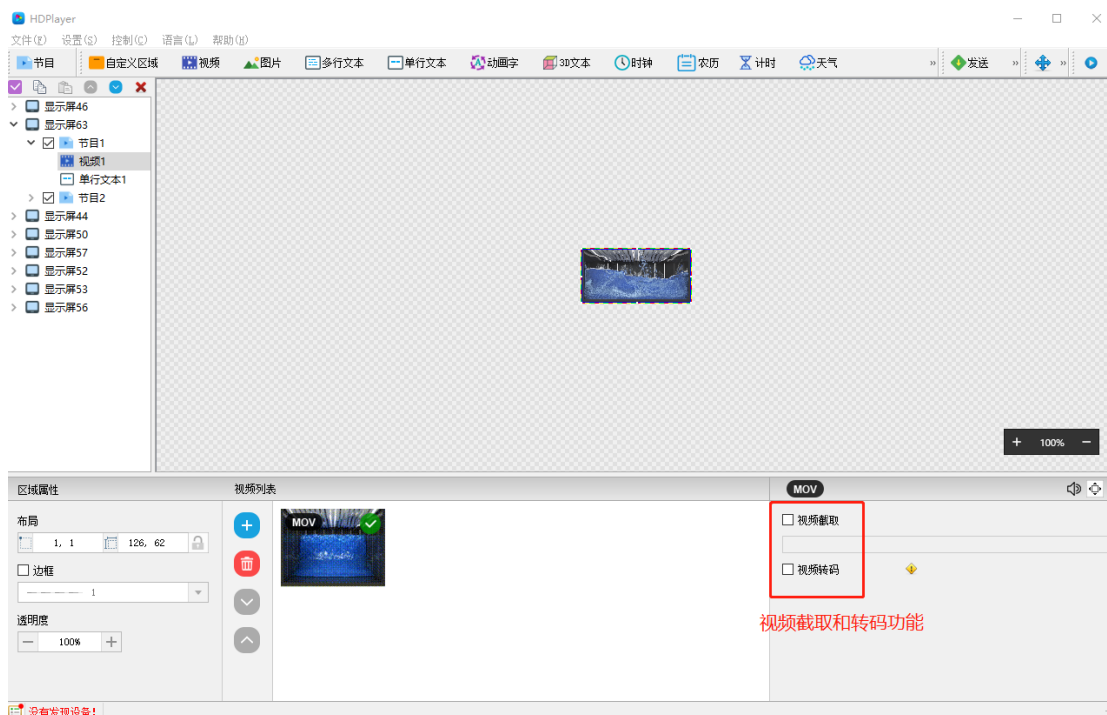 HDPlayer
文件(F) 设置(S) 控制(C) 语言(L) 帮助(H)
节目 自定义区域 视频 图片 多行文本 单行文本 动画字 3D文本 时钟 农历 计时 天气 » 发送 » »
显示屏46
显示屏63
节目1
视频1
单行文本1
节目2
显示屏44
显示屏50
显示屏57
显示屏52
显示屏53
显示屏56
+ 100% −
区域属性
布局
1, 1 126, 62
边框
1
透明度
— 100% +
视频列表
MOV
MOV
视频截取
视频转码
视频截取和转码功能
没有发现设备!